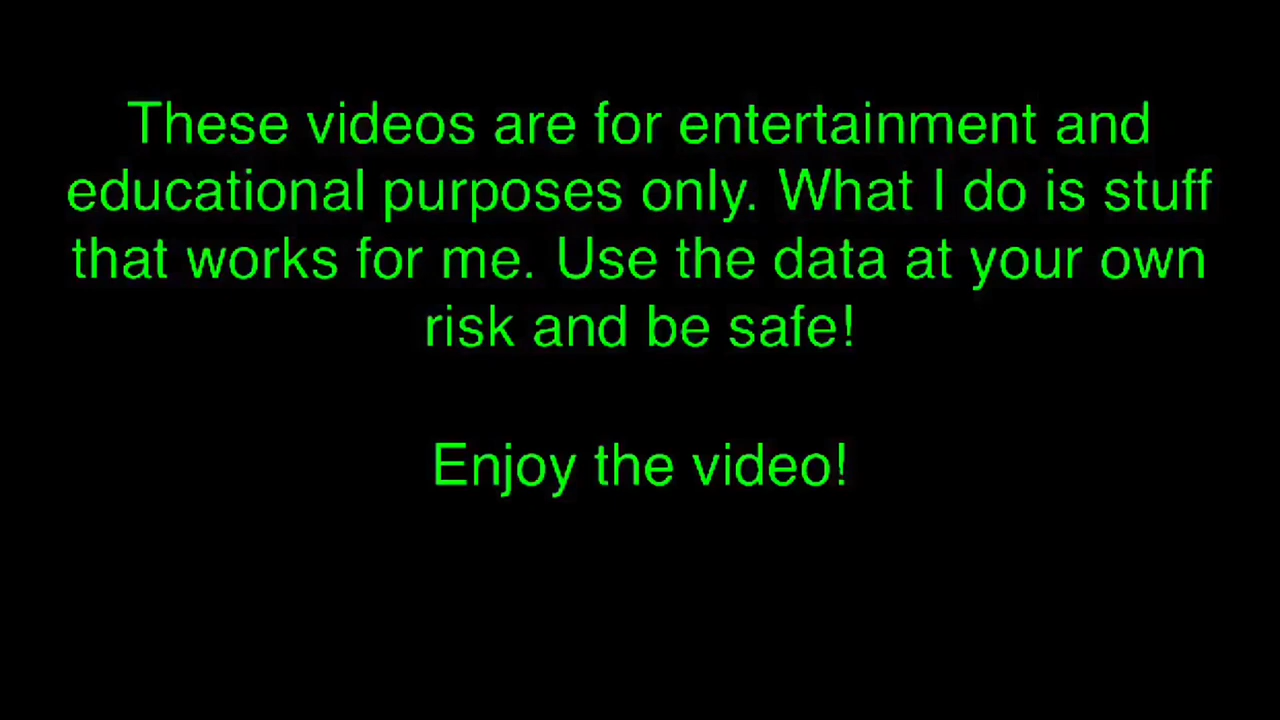 These videos are for entertainment and
educational purposes only. What I do is stuff
that works for me. Use the data at your own
risk and be safe!
Enjoy the video!